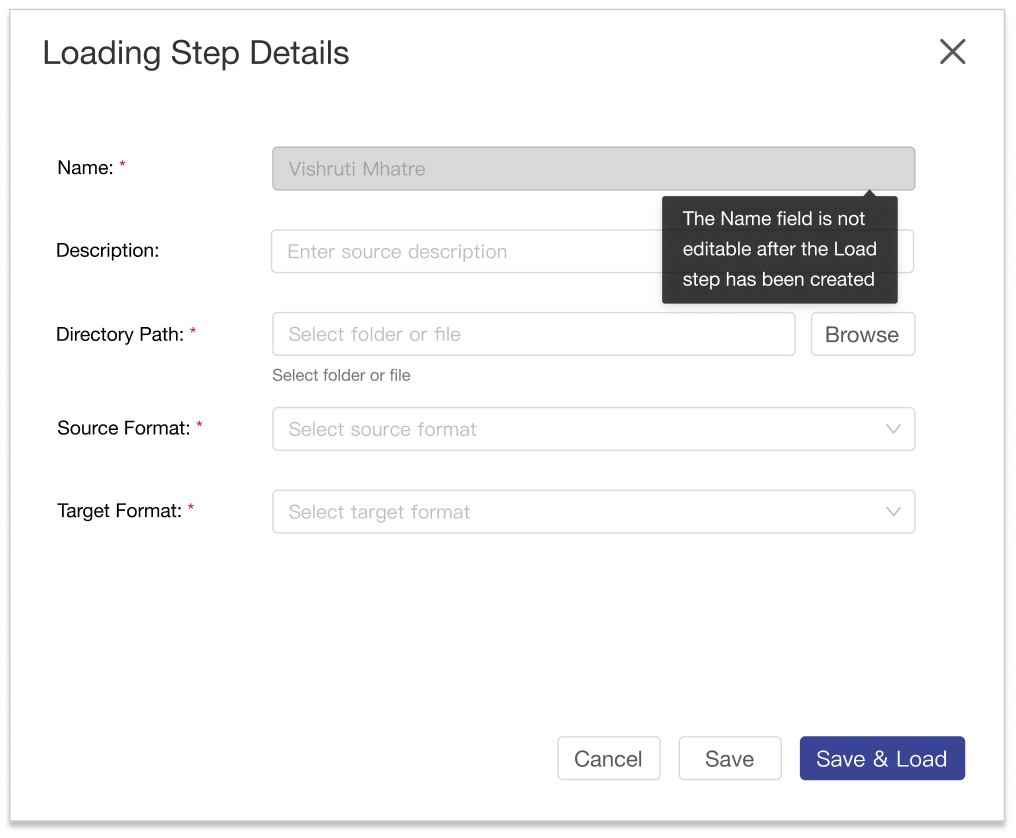 Loading Step Details
Name: *
Vishruti Mhatre
The Name field is not
editable after the Load
step has been created
Description:
Enter source description
Directory Path: *
Select folder or file
Browse
Select folder or file
Source Format: *
Select source format
Target Format: *
Select target format
Cancel
Save
Save & Load